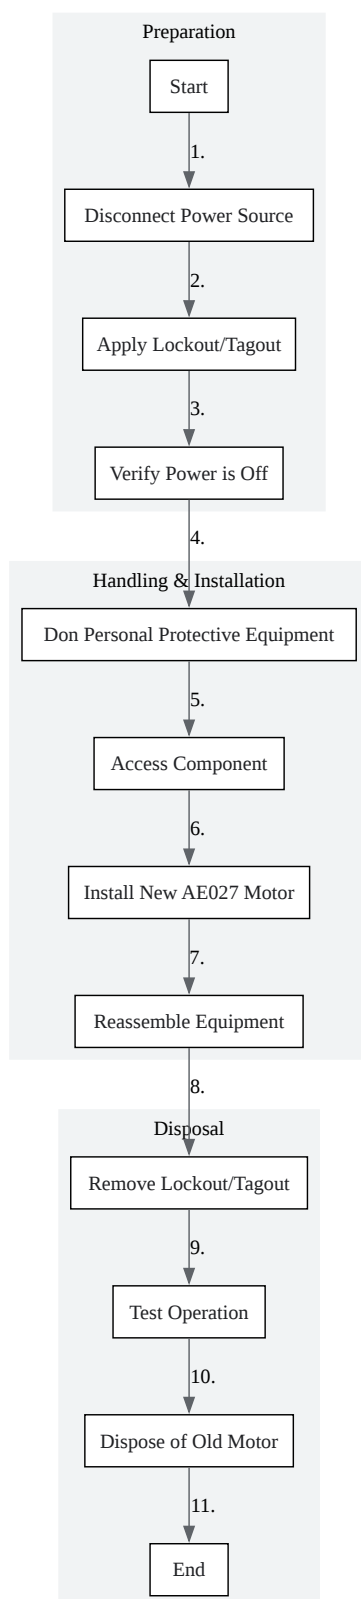 Preparation
Start
1.
Disconnect Power Source
2.
Apply Lockout/Tagout
3.
Verify Power is Off
4.
Handling & Installation
Don Personal Protective Equipment
5.
Access Component
6.
Install New AE027 Motor
7.
Reassemble Equipment
8.
Disposal
Remove Lockout/Tagout
9.
Test Operation
10.
Dispose of Old Motor
11.
End